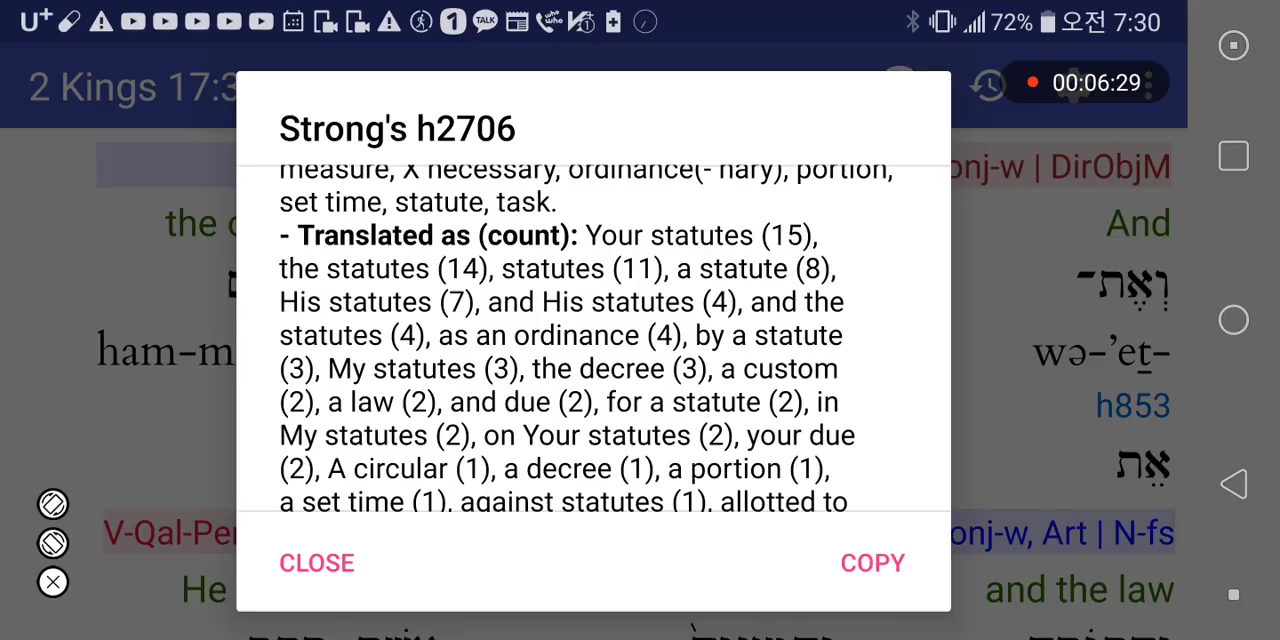 U+ 1 TALK who who 72% 오전 7:30
2 Kings 17:3
00:06:29
Strong's h2706
measure, X necessary, ordinance(- nary), portion,
set time, statute, task.
- Translated as (count): Your statutes (15),
the statutes (14), statutes (11), a statute (8),
His statutes (7), and His statutes (4), and the
statutes (4), as an ordinance (4), by a statute
(3), My statutes (3), the decree (3), a custom
(2), a law (2), and due (2), for a statute (2), in
My statutes (2), on Your statutes (2), your due
(2), A circular (1), a decree (1), a portion (1),
a set time (1), against statutes (1), allotted to
CLOSE COPY
onj-w | DirObjM
the And
וְאֶת־
ham-m wə-’eṯ-
h853
אֵת
V-Qal-Per onj-w, Art | N-fs
He and the law